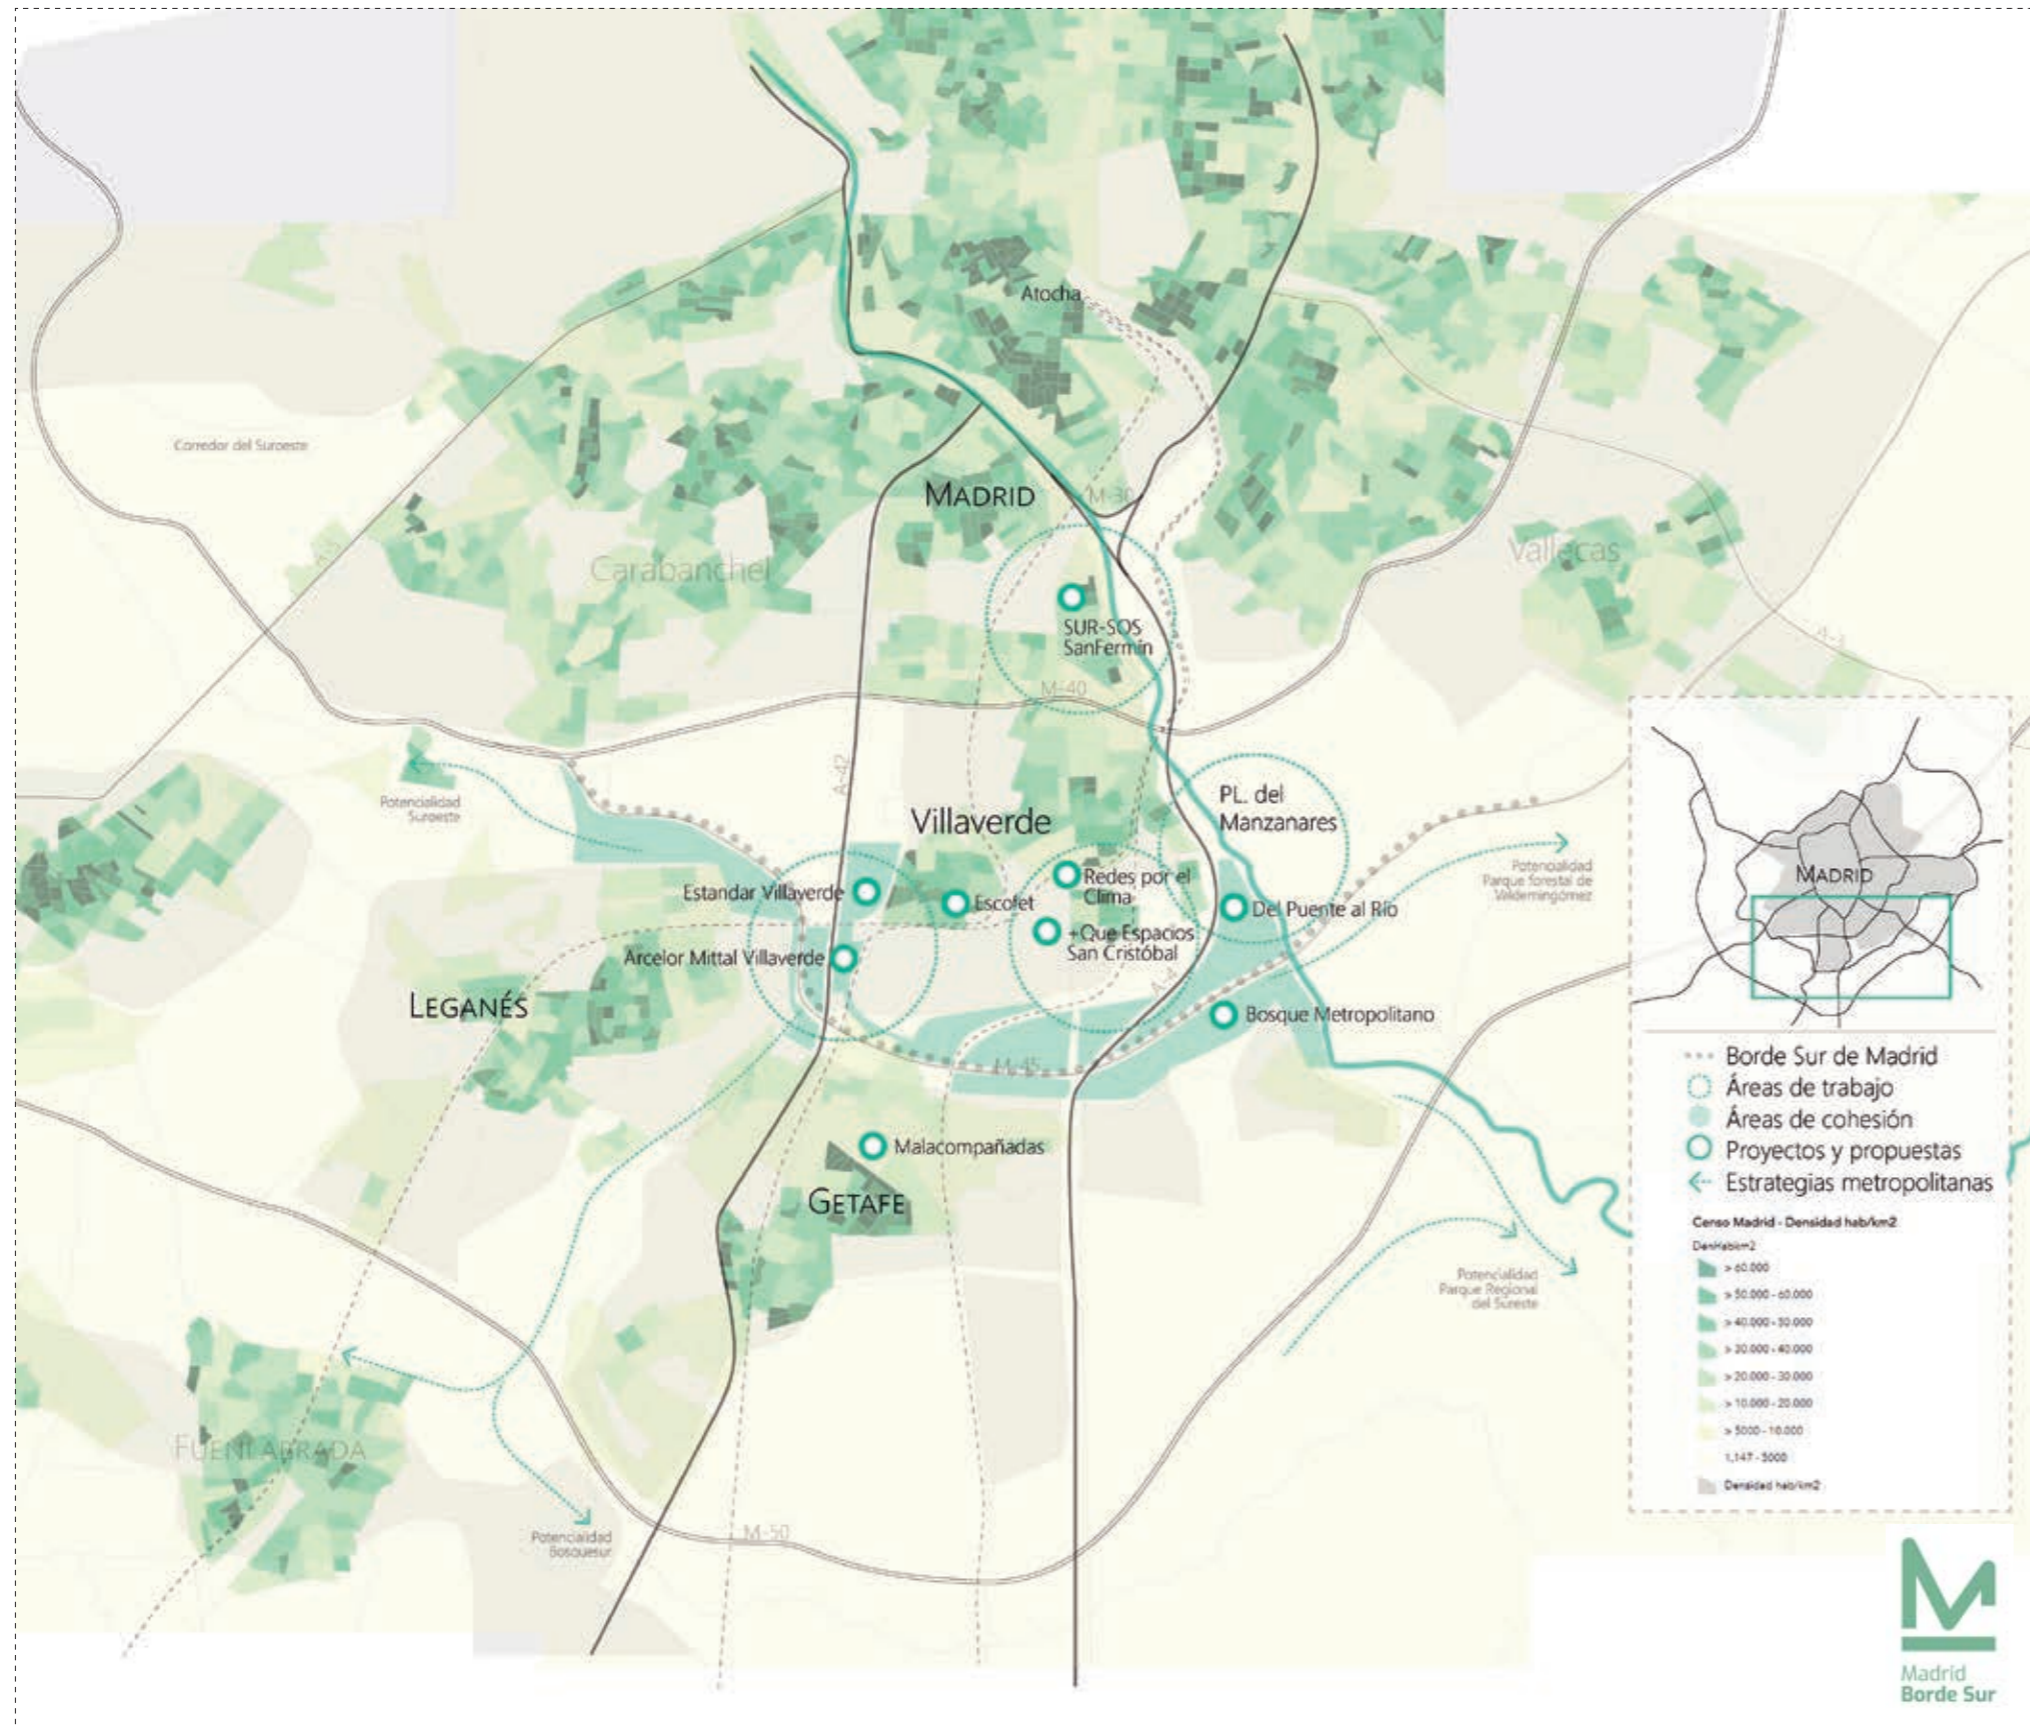 Atocha
Corredor del Suroeste
MADRID
M-30
A-5
Carabanchel
Vallecas
SUR-SOS
SanFermín
A-3
M-40
A-42
Potencialidad
Suroeste
Villaverde
PL. del
Manzanares
Estandar Villaverde
Escofet
Redes por el
Clima
Del Puente al Río
Potencialidad
Parque forestal de
Valdemingómez
+Que Espacios
San Cristóbal
Arcelor Mittal Villaverde
A-4
LEGANÉS
Bosque Metropolitano
M-45
Malacompañadas
GETAFE
Potencialidad
Parque Regional
del Sureste
FUENLABRADA
Potencialidad
Bosquesur
M-50
MADRID
Borde Sur de Madrid
Áreas de trabajo
Áreas de cohesión
Proyectos y propuestas
Estrategias metropolitanas
Censo Madrid - Densidad hab/km2
DenHabkm2
> 60.000
> 50.000 - 60.000
> 40.000 - 50.000
> 30.000 - 40.000
> 20.000 - 30.000
> 10.000 - 20.000
> 5000 - 10.000
1,147 - 5000
Densidad hab/km2
M
Madrid
Borde Sur